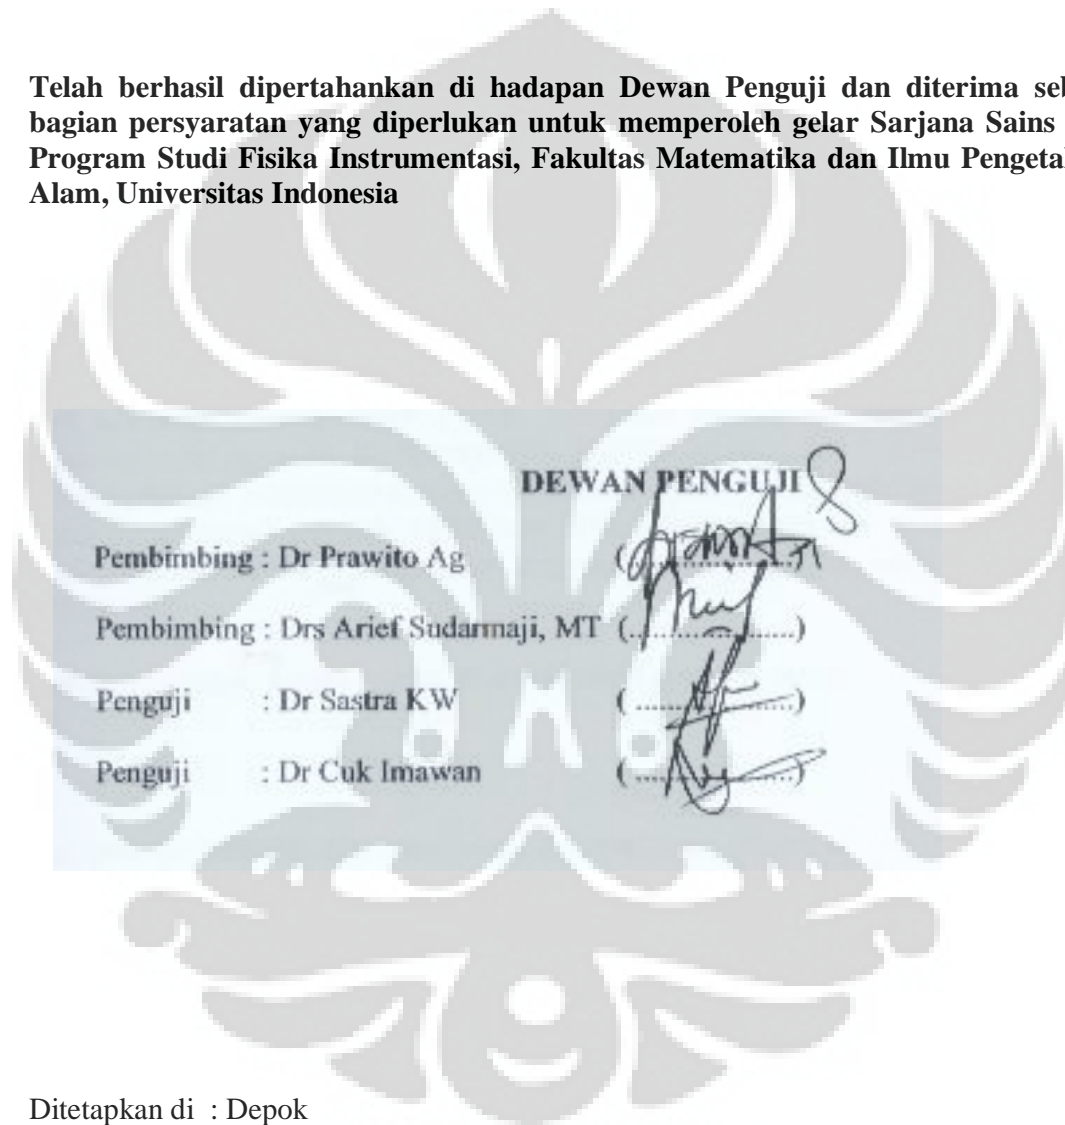 Telah berhasil dipertahankan di hadapan Dewan Penguji dan diterima seb
bagian persyaratan yang diperlukan untuk memperoleh gelar Sarjana Sains
Program Studi Fisika Instrumentasi, Fakultas Matematika dan Ilmu Pengeta
Alam, Universitas Indonesia
DEWAN PENGUJI
Pembimbing : Dr Prawito Ag (....................)
Pembimbing : Drs Arief Sudarmaji, MT (....................)
Penguji : Dr Sastra KW ( ....................)
Penguji : Dr Cuk Imawan ( ....................)
Ditetapkan di : Depok